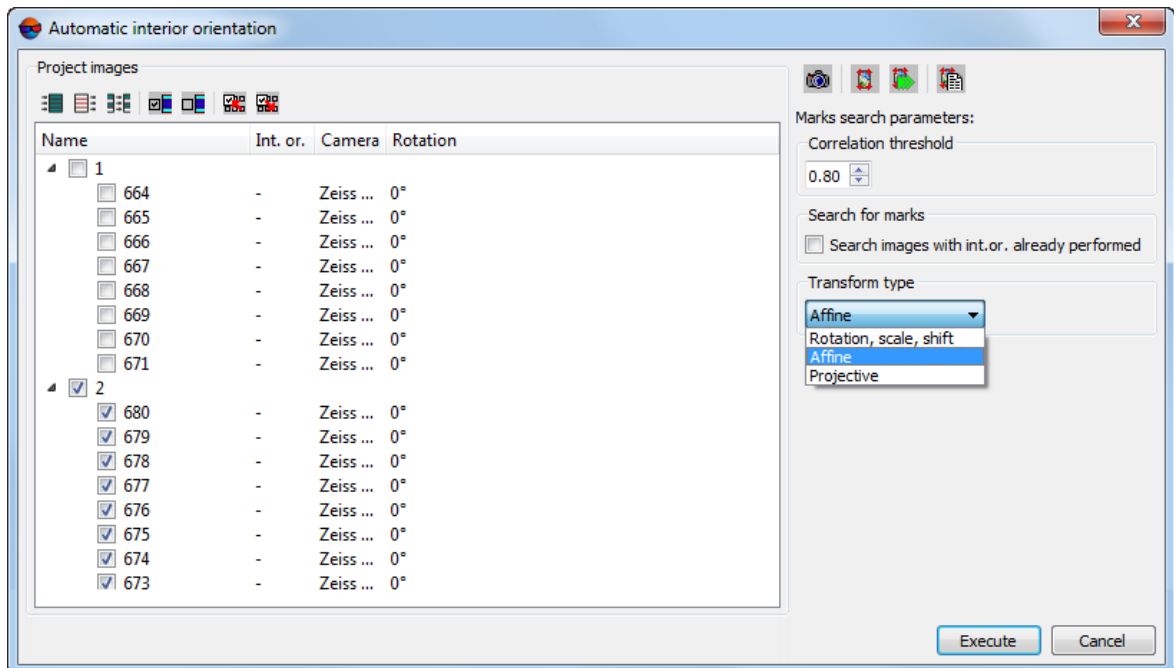 Automatic interior orientation
Project images
Name Int. or. Camera Rotation
1
664 - Zeiss ... 0°
665 - Zeiss ... 0°
666 - Zeiss ... 0°
667 - Zeiss ... 0°
668 - Zeiss ... 0°
669 - Zeiss ... 0°
670 - Zeiss ... 0°
671 - Zeiss ... 0°
2
680 - Zeiss ... 0°
679 - Zeiss ... 0°
678 - Zeiss ... 0°
677 - Zeiss ... 0°
676 - Zeiss ... 0°
675 - Zeiss ... 0°
674 - Zeiss ... 0°
673 - Zeiss ... 0°
Marks search parameters:
Correlation threshold
0.80
Search for marks
Search images with int.or. already performed
Transform type
Affine
Rotation, scale, shift
Affine
Projective
Execute Cancel